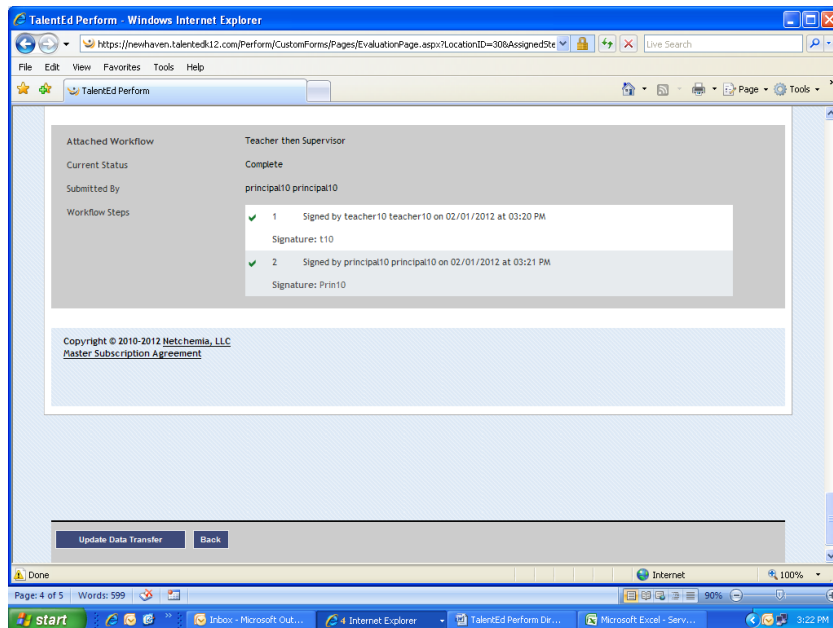 TalentEd Perform - Windows Internet Explorer
https://newhaven.talentedk12.com/Perform/CustomForms/Pages/EvaluationPage.aspx?LocationID=308&AssignedSte
Live Search
File Edit View Favorites Tools Help
TalentEd Perform
Page Tools »
Attached Workflow Teacher then Supervisor
Current Status Complete
Submitted By principal10 principal10
Workflow Steps
1 Signed by teacher10 teacher10 on 02/01/2012 at 03:20 PM
Signature: t10
2 Signed by principal10 principal10 on 02/01/2012 at 03:21 PM
Signature: Prin10
Copyright © 2010-2012 Netchemia, LLC
Master Subscription Agreement
Update Data Transfer Back
Done Internet 100%
Page: 4 of 5 Words: 599 90%
start » Inbox - Microsoft Out... 4 Internet Explorer TalentEd Perform Dir... Microsoft Excel - Serv... 3:22 PM